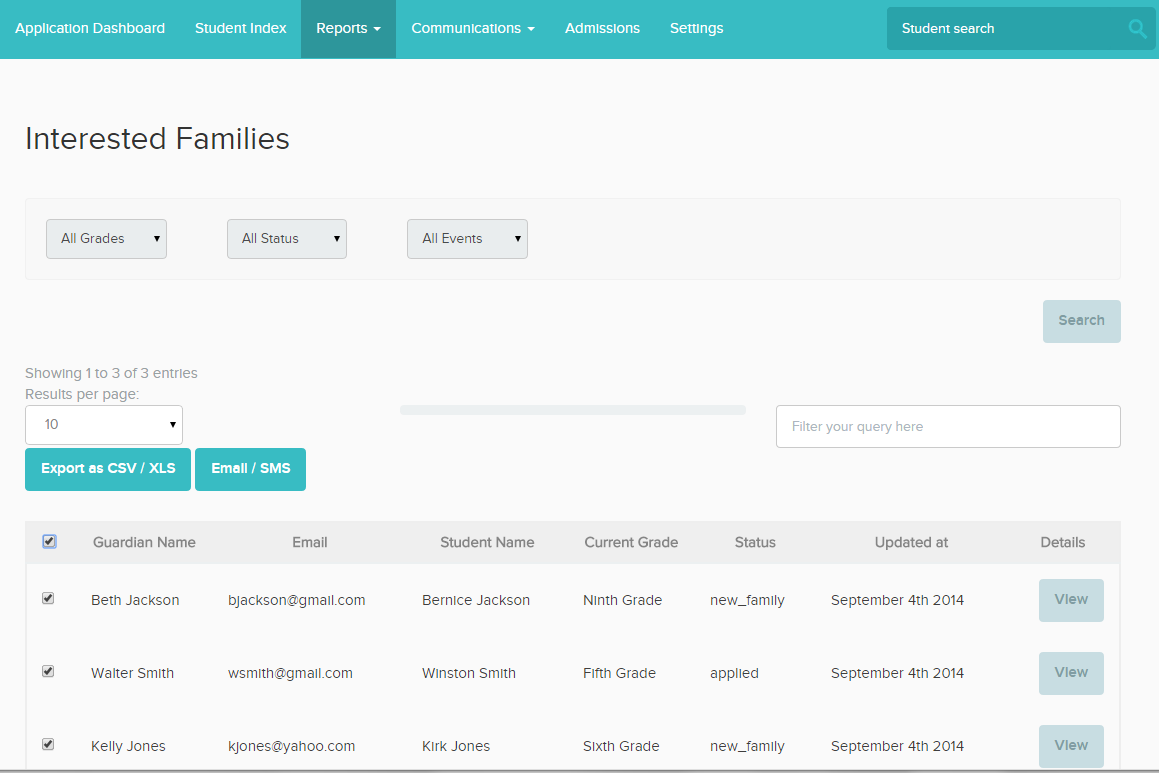 Application Dashboard Student Index Reports Communications Admissions Settings Student search
Interested Families
All Grades All Status All Events
Search
Showing 1 to 3 of 3 entries
Results per page:
10 Filter your query here
Export as CSV / XLS Email / SMS
Guardian Name Email Student Name Current Grade Status Updated at Details
Beth Jackson bjackson@gmail.com Bernice Jackson Ninth Grade new_family September 4th 2014 View
Walter Smith wsmith@gmail.com Winston Smith Fifth Grade applied September 4th 2014 View
Kelly Jones kjones@yahoo.com Kirk Jones Sixth Grade new_family September 4th 2014 View